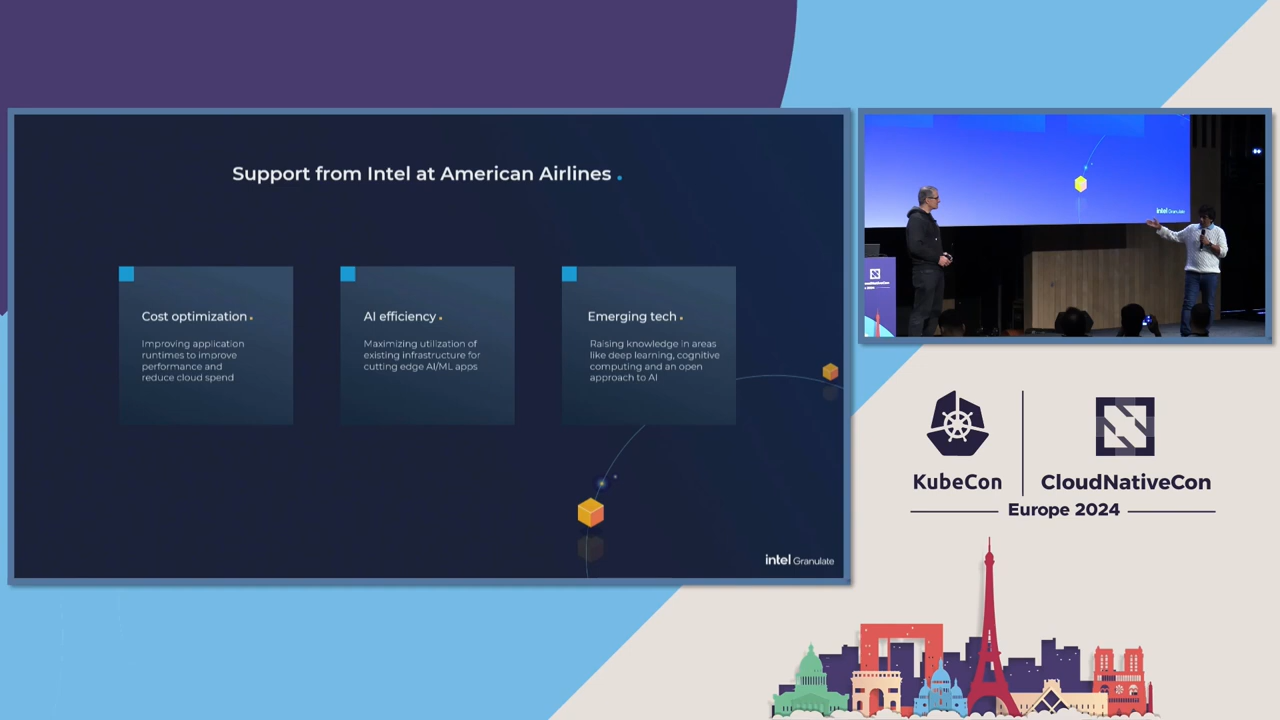 Support from Intel at American Airlines .
Cost optimization.
Improving application
runtimes to improve
performance and
reduce cloud spend
AI efficiency.
Maximizing utilization of
existing infrastructure for
cutting edge AI/ML apps
Emerging tech.
Raising knowledge in areas
like deep learning, cognitive
computing and an open
approach to AI
intel Granulate
intel Granulate
KubeCon
CloudNativeCon
Europe 2024